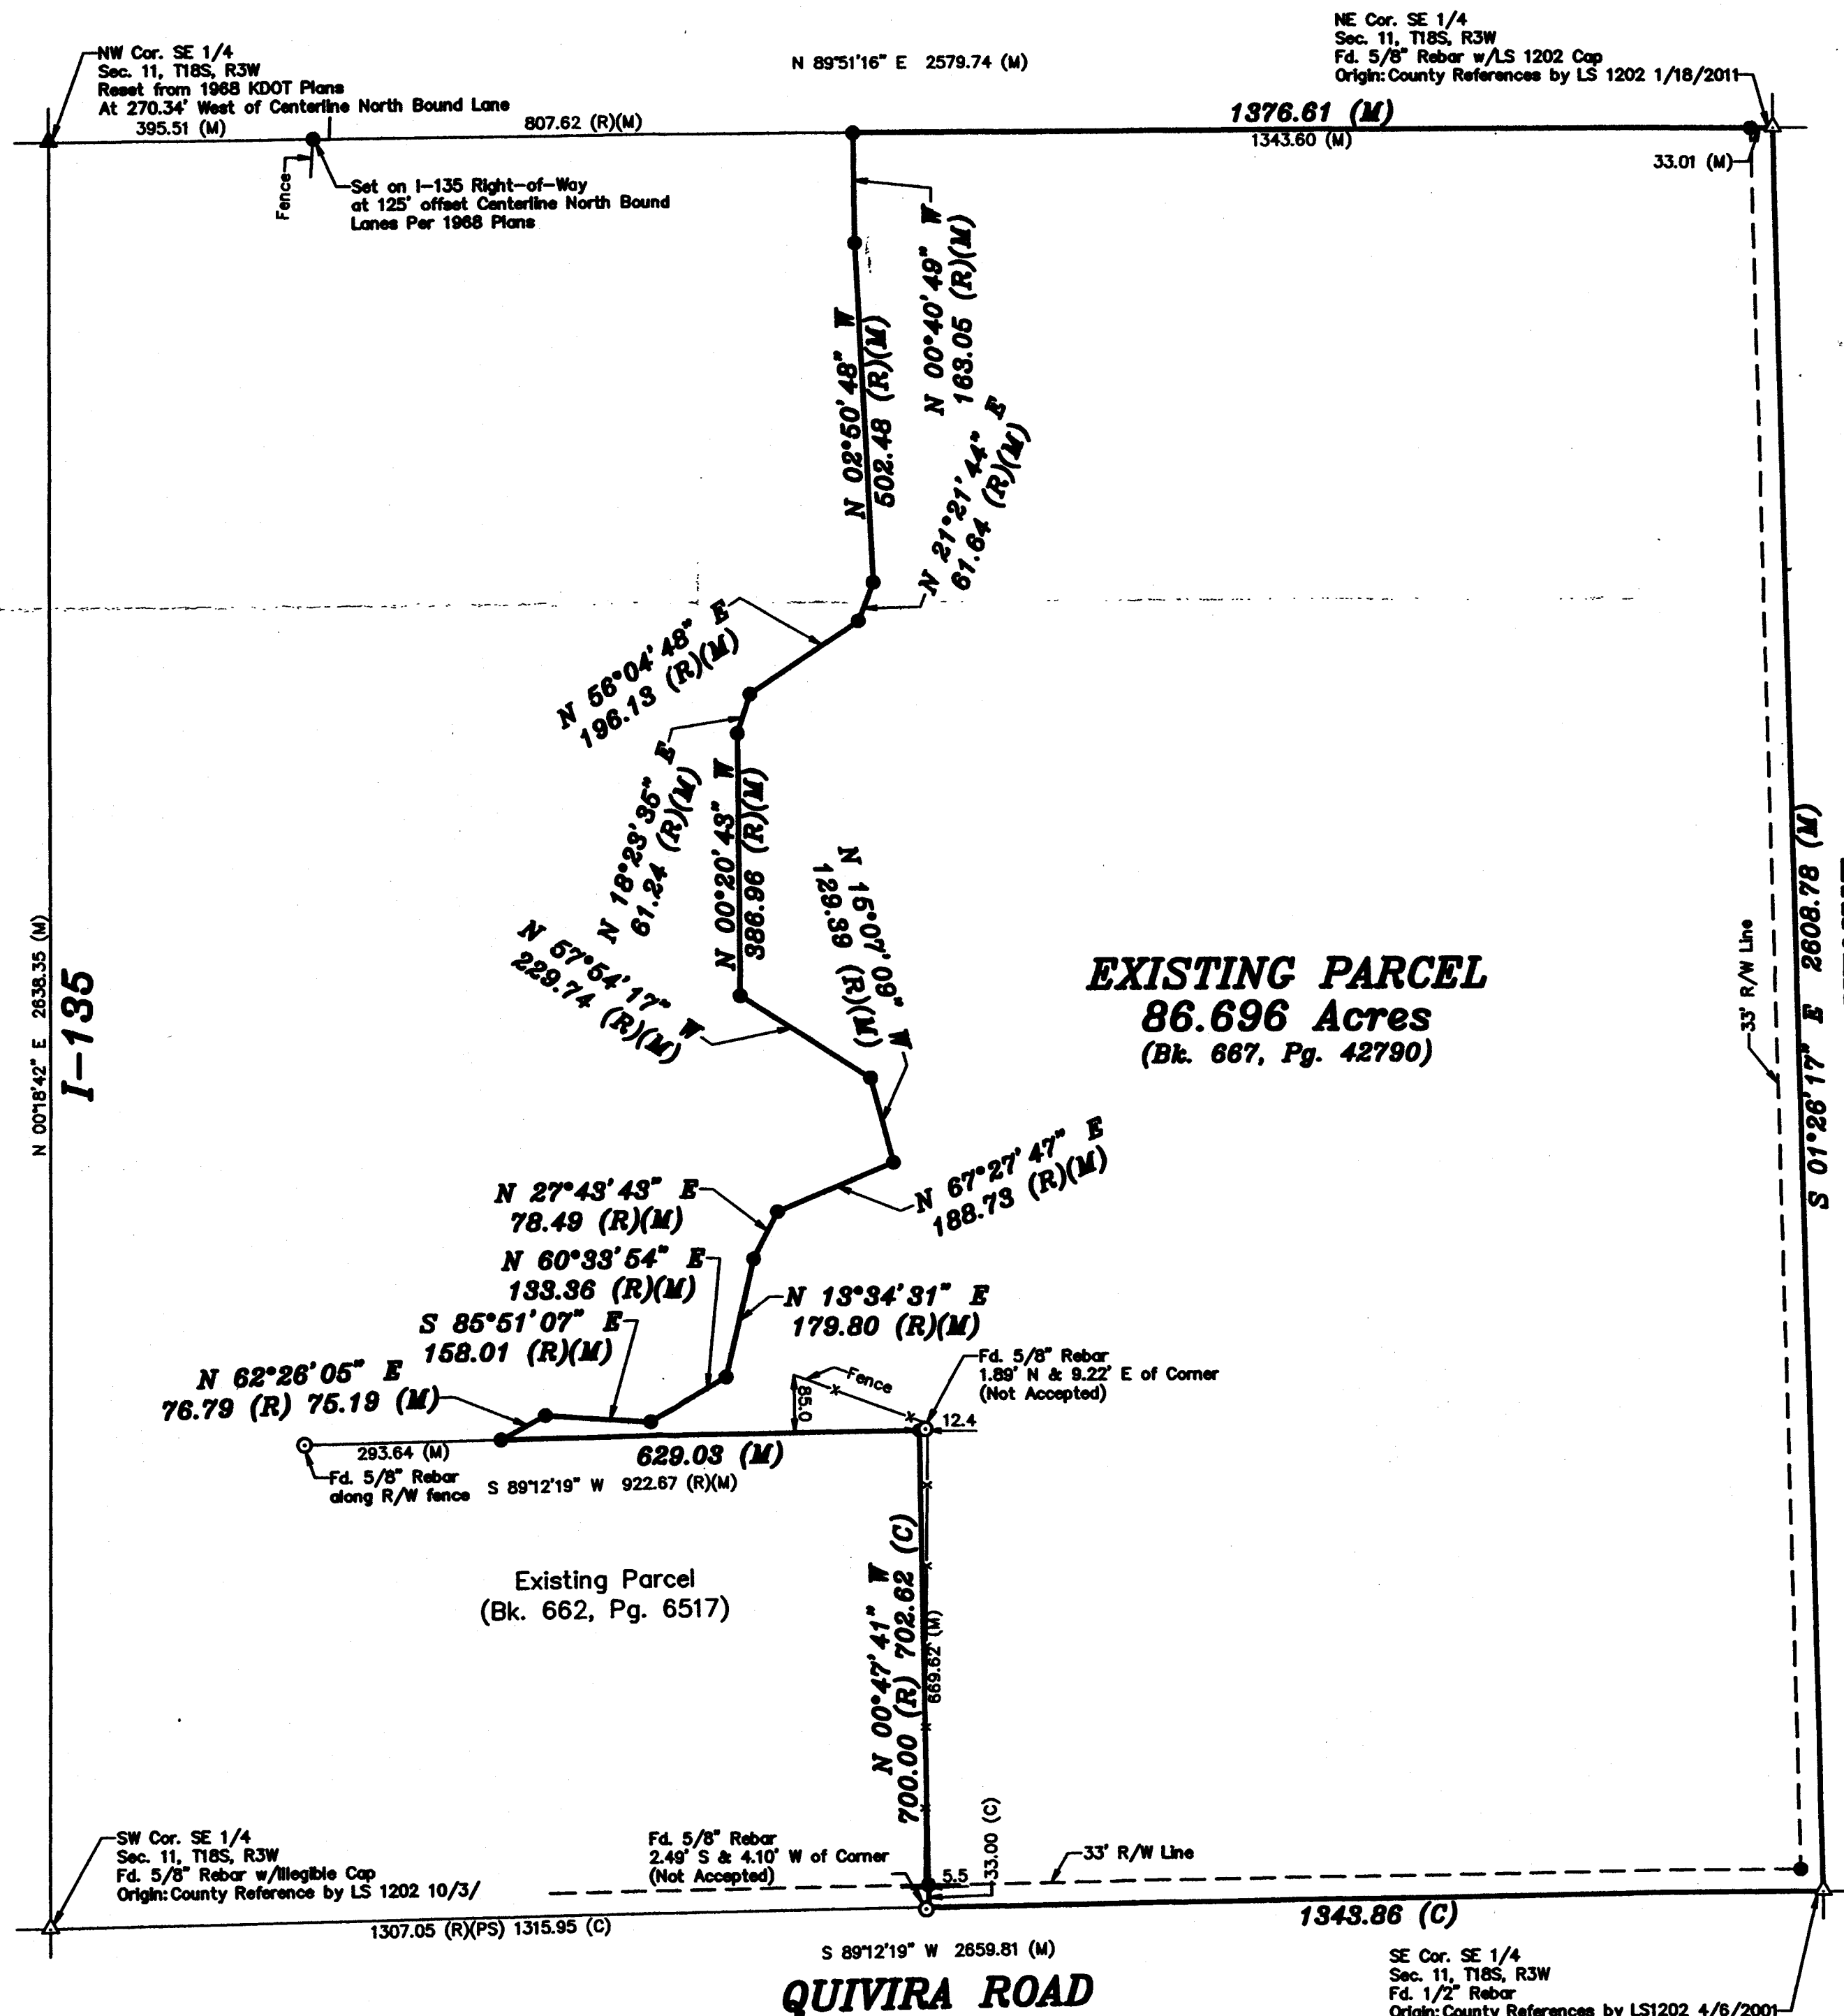 NW Cor. SE 1/4
Sec. 11, T18S, R3W
Reset from 1968 KDOT Plans
At 270.34' West of Centerline North Bound Lane
395.51 (M)
807.62 (R)(M)
N 89°51'16" E 2579.74 (M)
NE Cor. SE 1/4
Sec. 11, T18S, R3W
Fd. 5/8" Rebar w/LS 1202 Cap
Origin: County References by LS 1202 1/18/2011
1376.61 (M)
1343.60 (M)
33.01 (M)
Fence
Set on I-135 Right-of-Way
at 125' offset Centerline North Bound
Lanes Per 1968 Plans
N 00°40'49" W
163.05 (R)(M)
N 02°50'48" W
502.48 (R)(M)
N 21°21'44" E
61.64 (R)(M)
N 56°04'48" E
196.13 (R)(M)
N 18°23'35" E
61.24 (R)(M)
N 00°20'43" W
386.96 (R)(M)
N 57°54'17" W
229.74 (R)(M)
N 15°07'09" W
129.39 (R)(M)
N 00°18'42" E 2638.35 (M)
I-135
EXISTING PARCEL
86.696 Acres
(Bk. 667, Pg. 42790)
33' R/W Line
S 01°26'17" E 2608.78 (M)
N 67°27'47" E
188.73 (R)(M)
N 27°43'43" E
78.49 (R)(M)
N 60°33'54" E
133.36 (R)(M)
N 13°34'31" E
179.80 (R)(M)
S 85°51'07" E
158.01 (R)(M)
N 62°26'05" E
76.79 (R) 75.19 (M)
Fence
85.0
Fd. 5/8" Rebar
1.89' N & 9.22' E of Corner
(Not Accepted)
12.4
293.64 (M)
629.03 (M)
Fd. 5/8" Rebar
along R/W fence
S 89°12'19" W 922.67 (R)(M)
Existing Parcel
(Bk. 662, Pg. 6517)
N 00°47'41" W
700.00 (R) 702.62 (C)
669.62 (M)
SW Cor. SE 1/4
Sec. 11, T18S, R3W
Fd. 5/8" Rebar w/Illegible Cap
Origin: County Reference by LS 1202 10/3/
Fd. 5/8" Rebar
2.49' S & 4.10' W of Corner
(Not Accepted)
5.5
33.00 (C)
33' R/W Line
1307.05 (R)(PS) 1315.95 (C)
1343.86 (C)
S 89°12'19" W 2659.81 (M)
QUIVIRA ROAD
SE Cor. SE 1/4
Sec. 11, T18S, R3W
Fd. 1/2" Rebar
Origin: County References by LS1202 4/6/2001